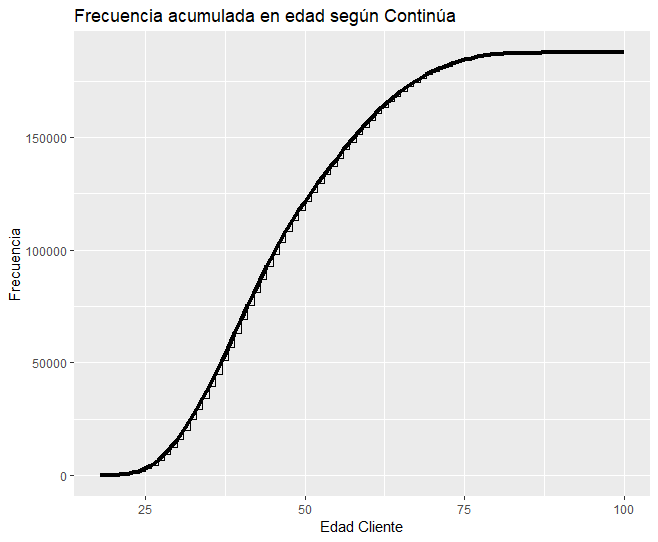 Frecuencia acumulada en edad según Continúa
Frecuencia
150000
100000
50000
0
25
50
75
100
Edad Cliente